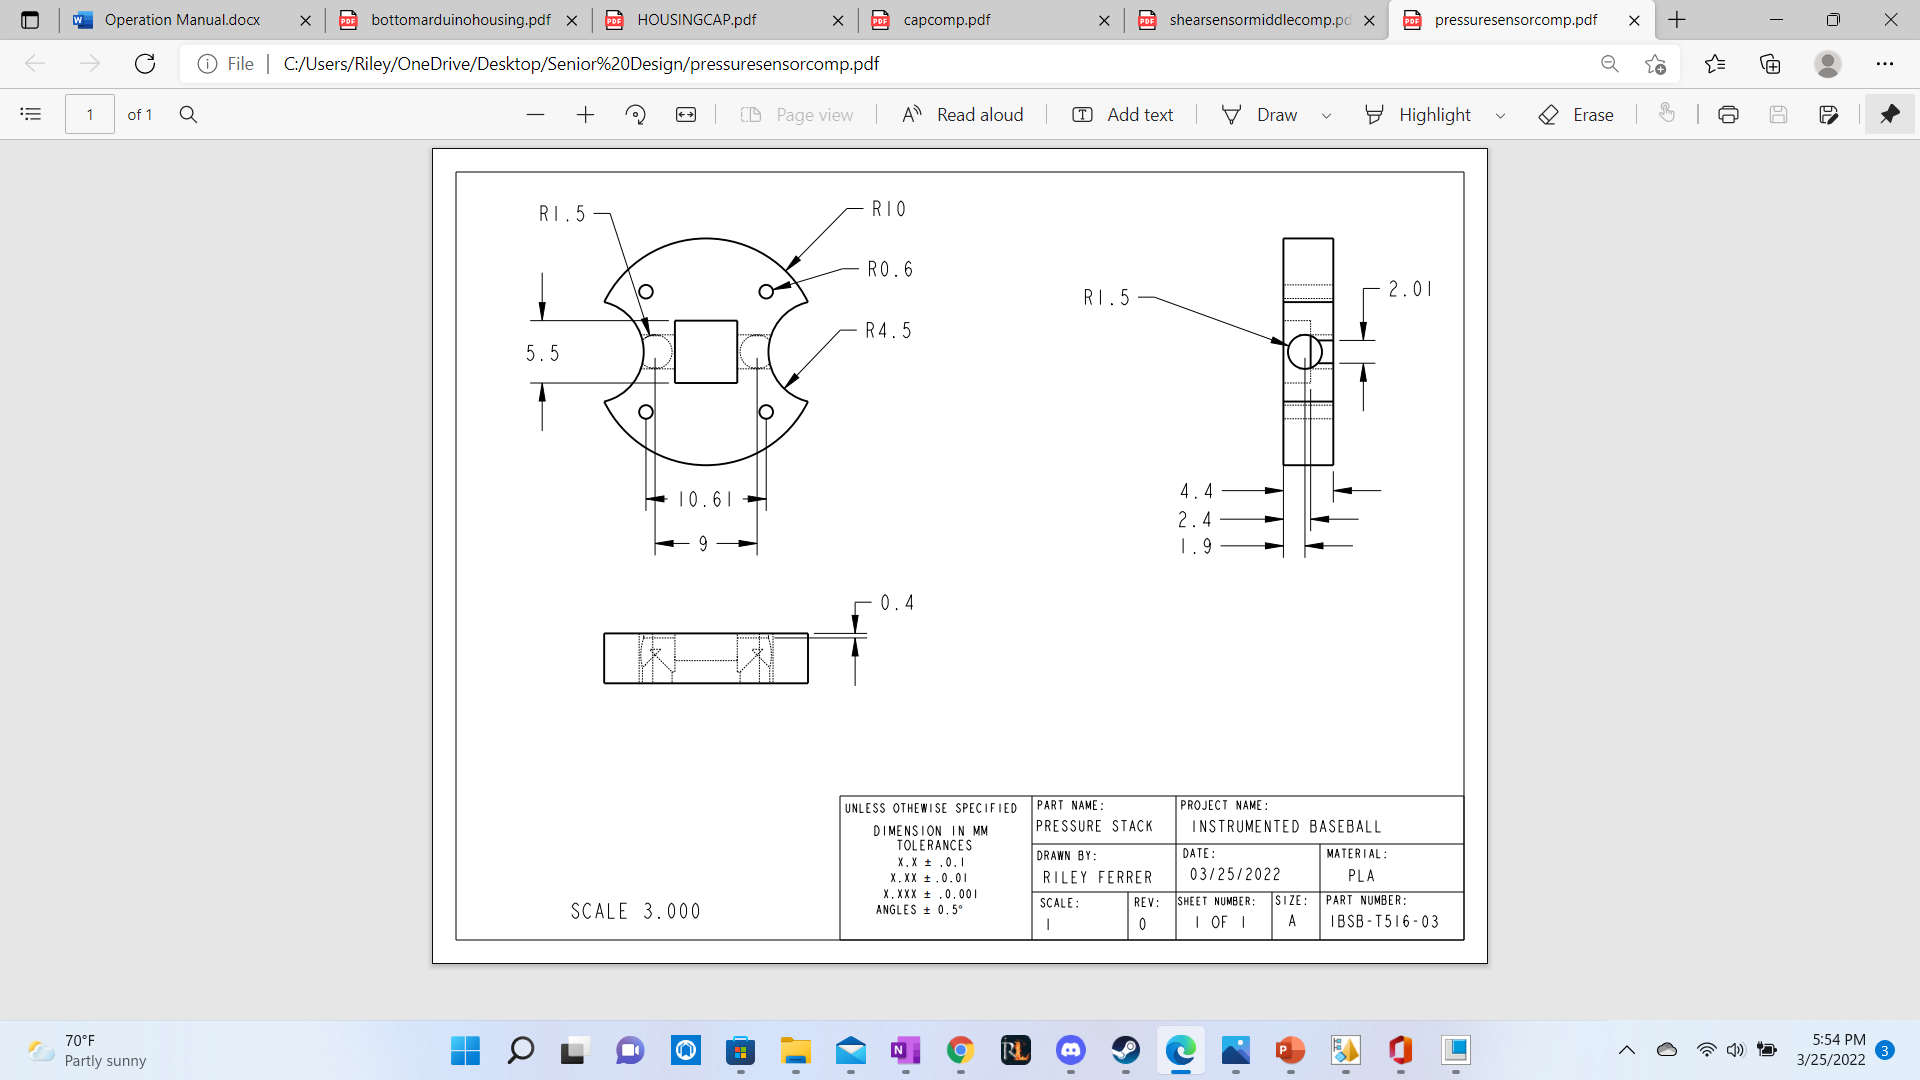 Operation Manual.docx
bottomarduinohousing.pdf
HOUSINGCAP.pdf
capcomp.pdf
shearsensormiddlecomp.pd
pressuresensorcomp.pdf
File
C:/Users/Riley/OneDrive/Desktop/Senior%20Design/pressuresensorcomp.pdf
1 of 1
Page view
Read aloud
Add text
Draw
Highlight
Erase
R1.5
R10
R0.6
R4.5
5.5
10.61
9
R1.5
2.01
4.4
2.4
1.9
0.4
SCALE 3.000
UNLESS OTHEWISE SPECIFIED
DIMENSION IN MM
TOLERANCES
X.X ± .0.1
X.XX ± .0.01
X.XXX ± .0.001
ANGLES ± 0.5°
PART NAME:
PRESSURE STACK
PROJECT NAME:
INSTRUMENTED BASEBALL
DRAWN BY:
RILEY FERRER
DATE:
03/25/2022
MATERIAL:
PLA
SCALE:
1
REV:
0
SHEET NUMBER:
1 OF 1
SIZE:
A
PART NUMBER:
IBSB-T516-03
70°F
Partly sunny
5:54 PM
3/25/2022
3